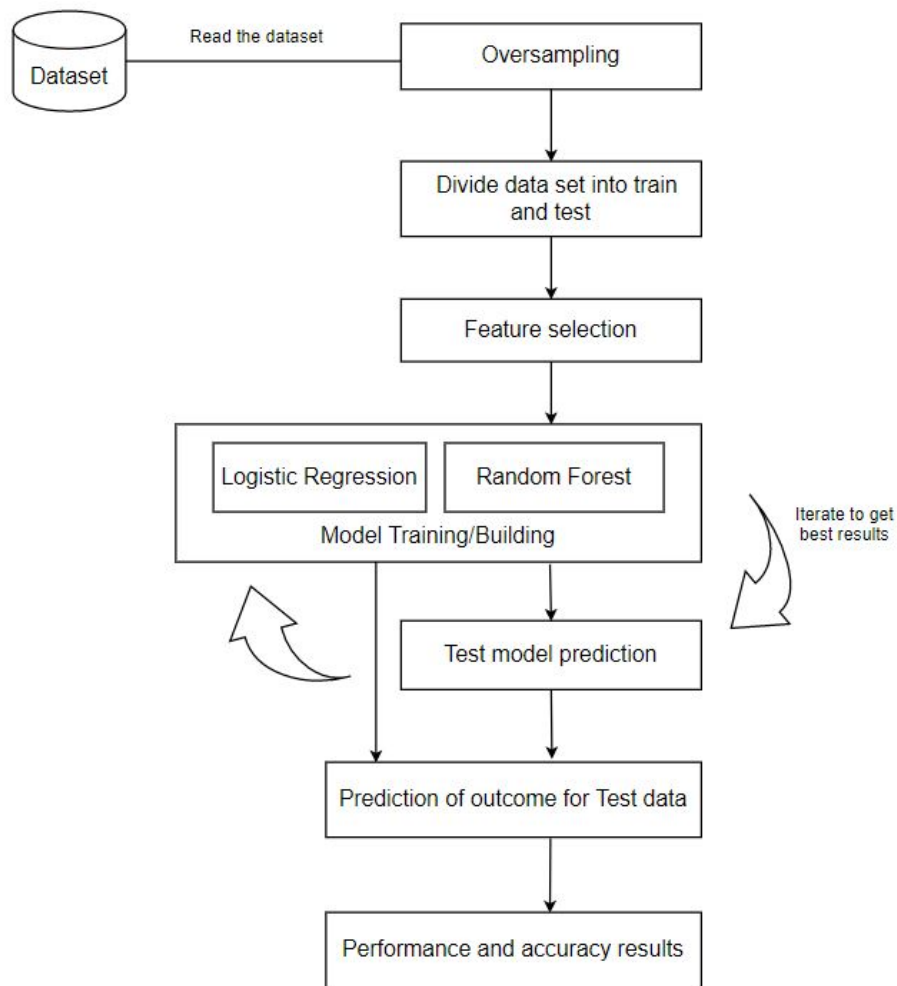 Read the dataset
Dataset
Oversampling
Divide data set into train
and test
Feature selection
Logistic Regression
Random Forest
Model Training/Building
Iterate to get
best results
Test model prediction
Prediction of outcome for Test data
Performance and accuracy results